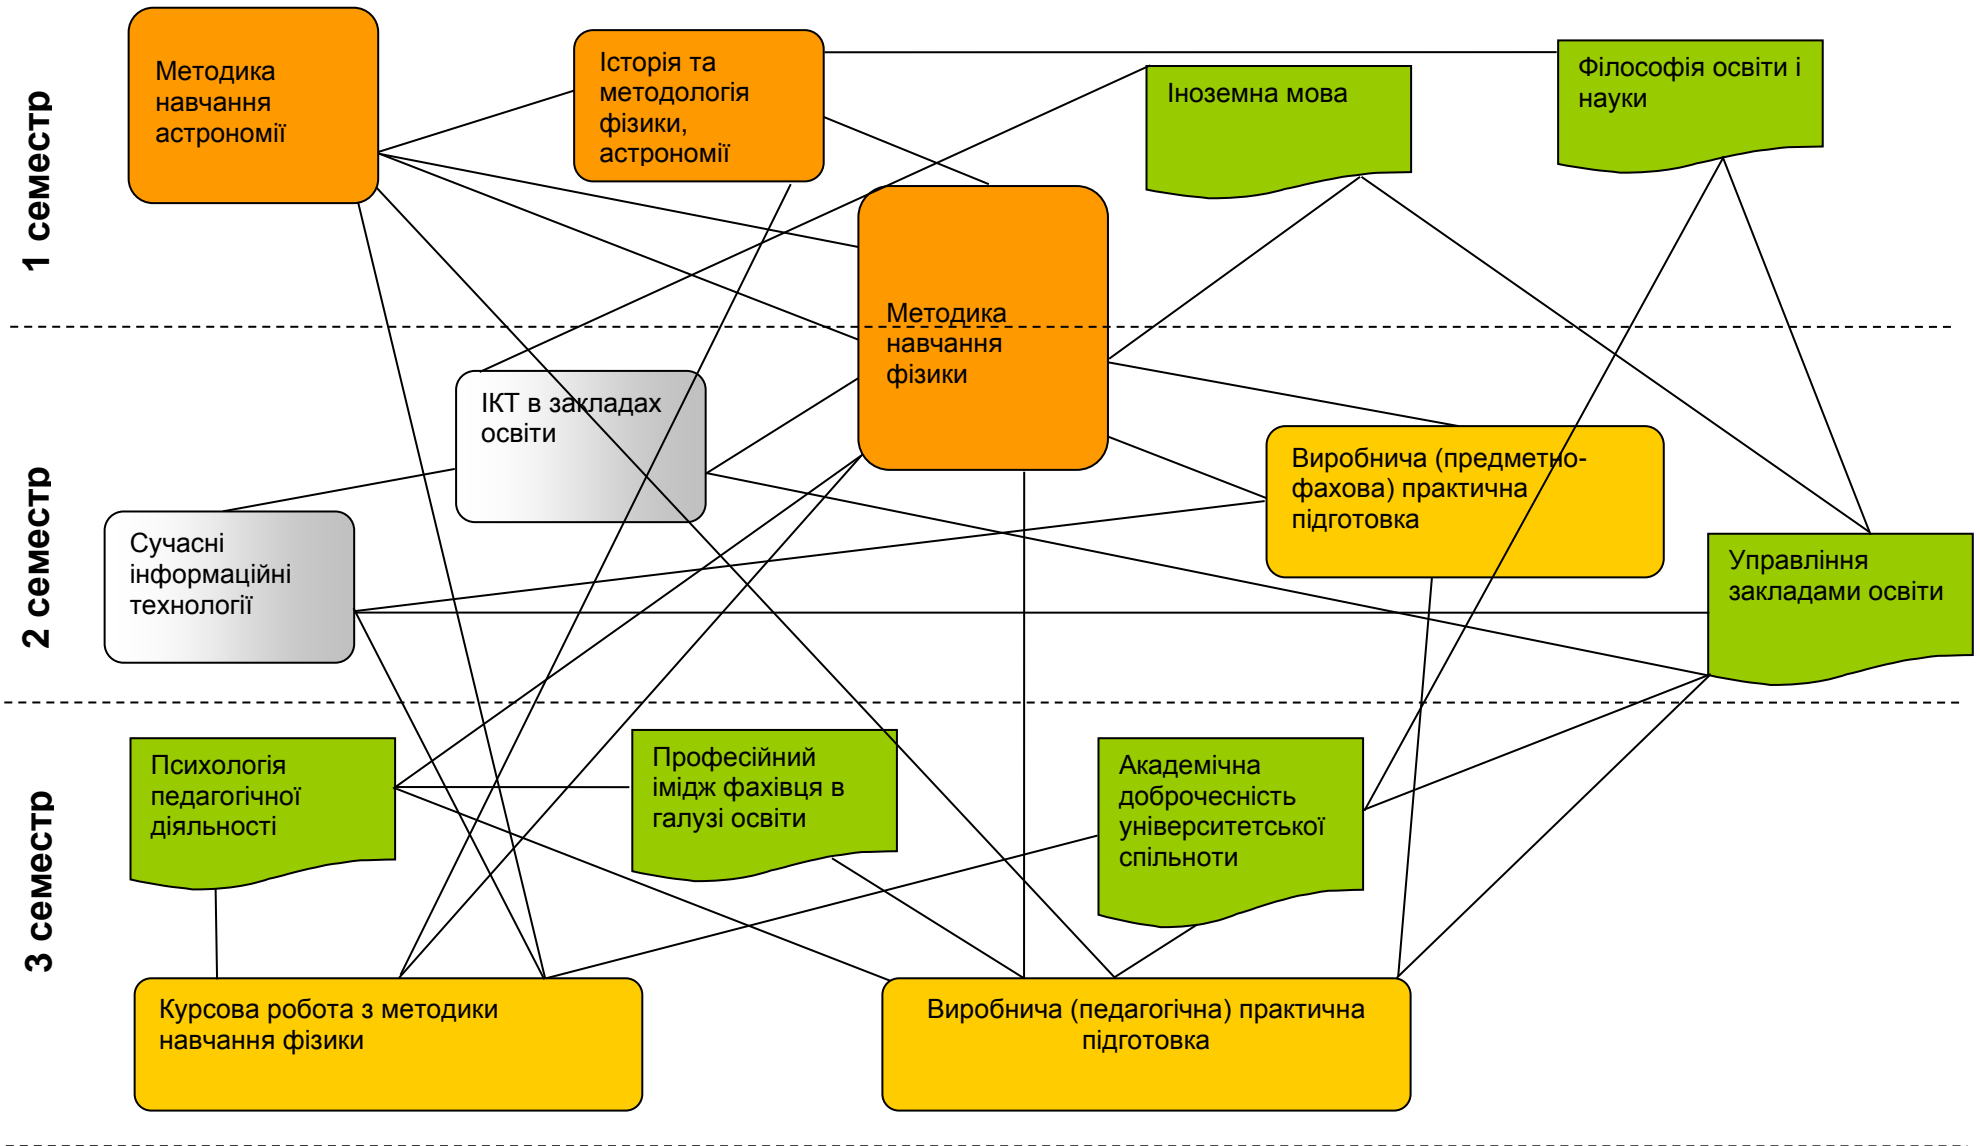 1 семестр
Методика
навчання
астрономії
Історія та
методологія
фізики,
астрономії
Іноземна мова
Філософія освіти і
науки
Методика
навчання
фізики
2 семестр
ІКТ в закладах
освіти
Виробнича (предметно-
фахова) практична
підготовка
Сучасні
інформаційні
технології
Управління
закладами освіти
3 семестр
Психологія
педагогічної
діяльності
Професійний
імідж фахівця в
галузі освіти
Академічна
доброчесність
університетської
спільноти
Курсова робота з методики
навчання фізики
Виробнича (педагогічна) практична
підготовка